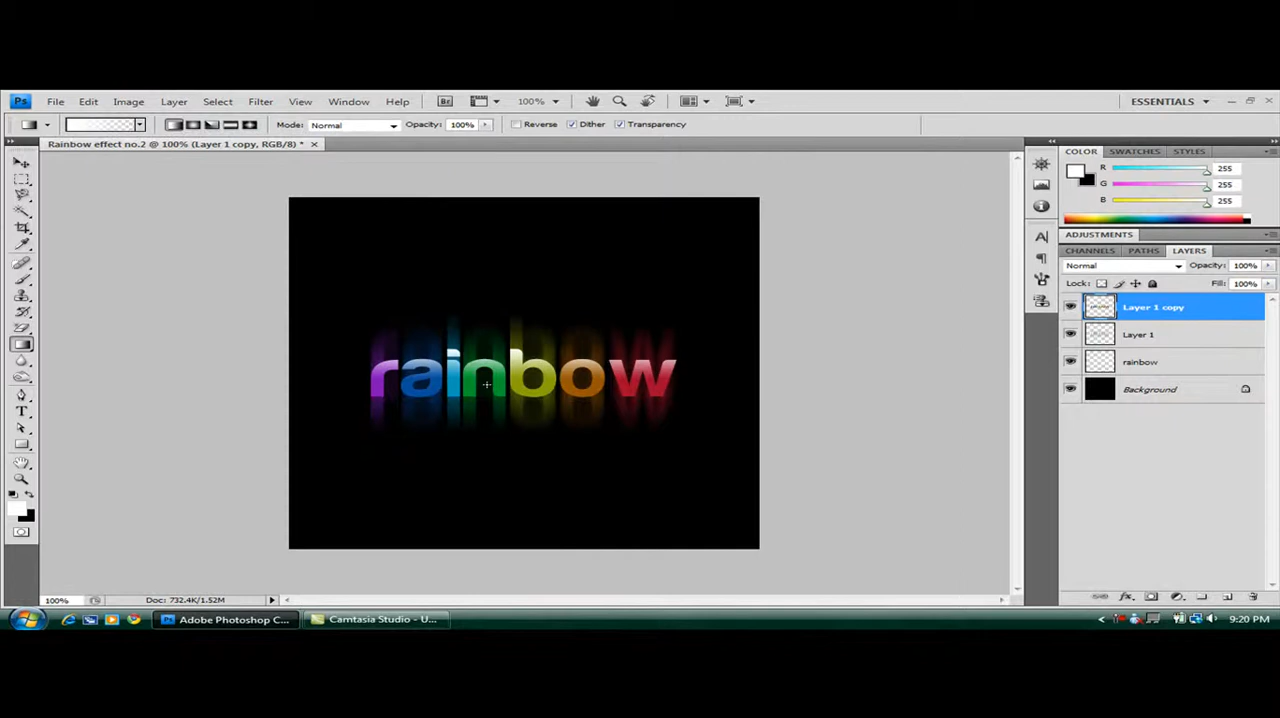 Ps File Edit Image Layer Select Filter View Window Help Br 100% ESSENTIALS
Mode: Normal Opacity: 100% Reverse Dither Transparency
Rainbow effect no.2 @ 100% (Layer 1 copy, RGB/8) *
COLOR SWATCHES STYLES
R 255
G 255
B 255
ADJUSTMENTS
CHANNELS PATHS LAYERS
Normal Opacity: 100%
Lock: Fill: 100%
Layer 1 copy
Layer 1
rainbow
Background
rainbow
100% Doc: 732.4K/1.52M
Adobe Photoshop C... Camtasia Studio - U... 9:20 PM